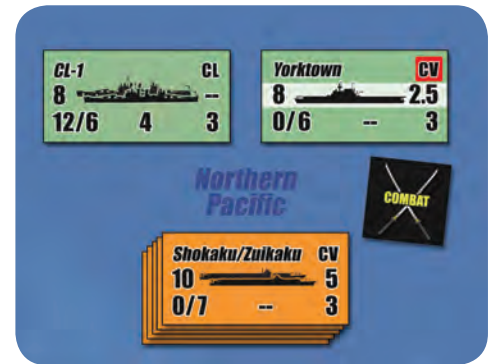 CL-1 CL
8 --
12/6 4 3
Yorktown CV
8 2.5
0/6 -- 3
Northern
Pacific
COMBAT
Shokaku/Zuikaku CV
10 5
0/7 -- 3